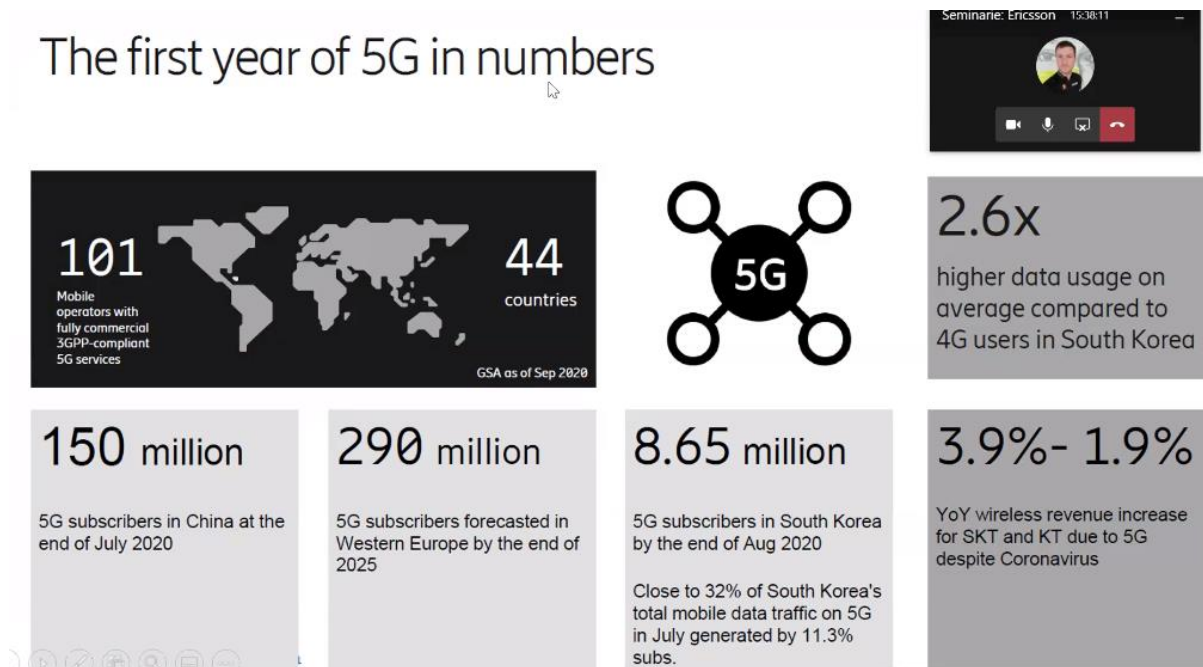 The first year of 5G in numbers
Seminarie: Ericsson 15:38:11
101
Mobile
operators with
fully commercial
3GPP-compliant
5G services
44
countries
GSA as of Sep 2020
5G
2.6x
higher data usage on
average compared to
4G users in South Korea
150 million
5G subscribers in China at the
end of July 2020
290 million
5G subscribers forecasted in
Western Europe by the end of
2025
8.65 million
5G subscribers in South Korea
by the end of Aug 2020
Close to 32% of South Korea's
total mobile data traffic on 5G
in July generated by 11.3%
subs.
3.9%- 1.9%
YoY wireless revenue increase
for SKT and KT due to 5G
despite Coronavirus